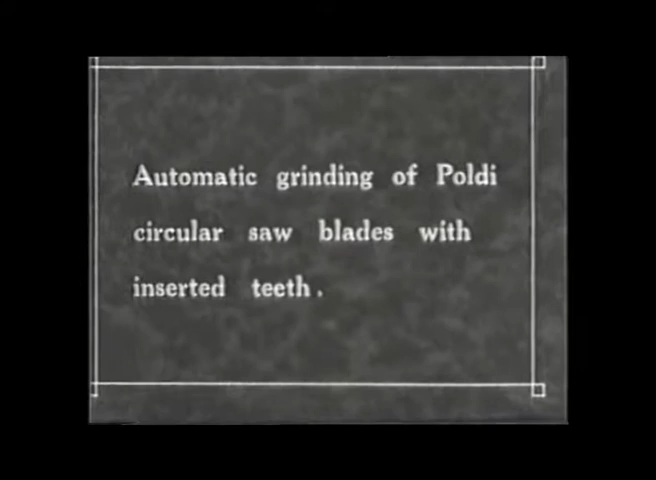 Automatic grinding of Poldi
circular saw blades with
inserted teeth.